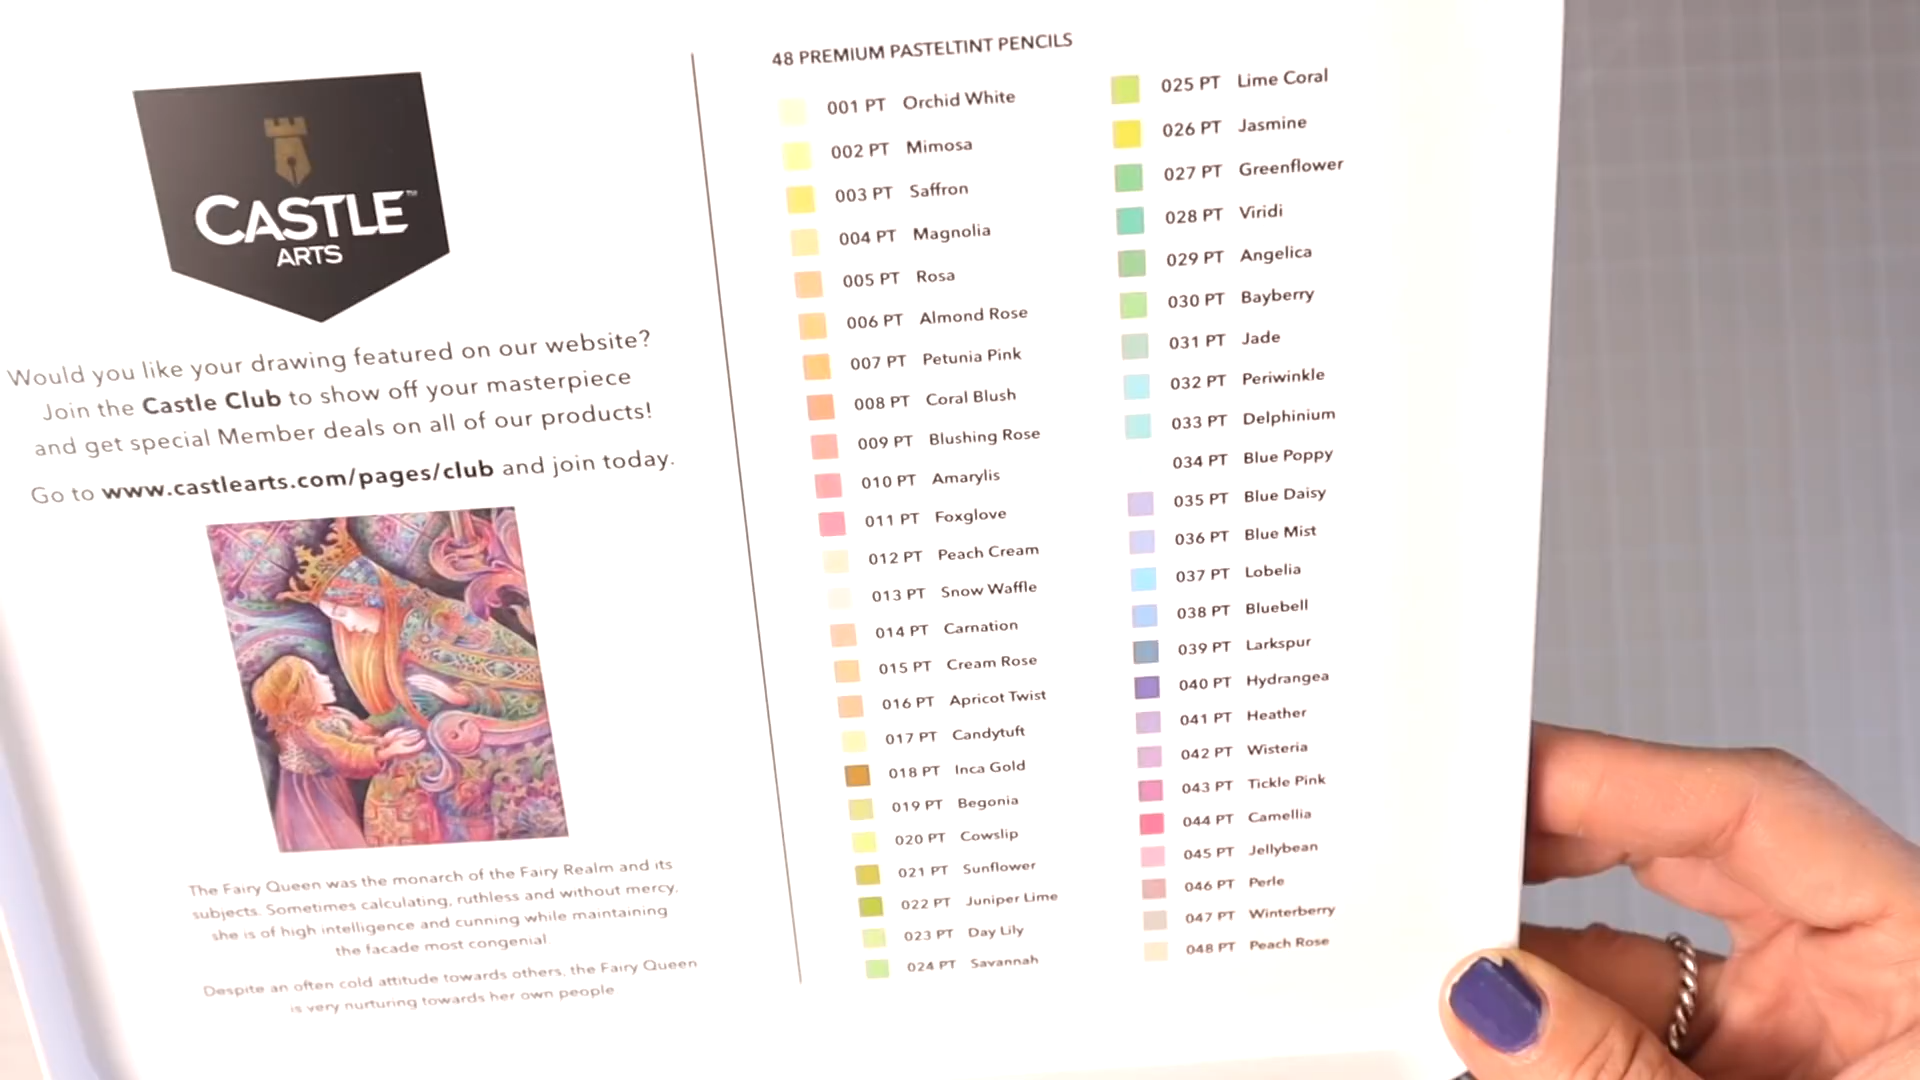 CASTLE™
ARTS
Would you like your drawing featured on our website?
Join the Castle Club to show off your masterpiece
and get special Member deals on all of our products!
Go to www.castlearts.com/pages/club and join today.
The Fairy Queen was the monarch of the Fairy Realm and its
subjects. Sometimes calculating, ruthless and without mercy,
she is of high intelligence and cunning while maintaining
the facade most congenial
Despite an often cold attitude towards others, the Fairy Queen
is very nurturing towards her own people
48 PREMIUM PASTELTINT PENCILS
001 PT Orchid White
002 PT Mimosa
003 PT Saffron
004 PT Magnolia
005 PT Rosa
006 PT Almond Rose
007 PT Petunia Pink
008 PT Coral Blush
009 PT Blushing Rose
010 PT Amarylis
011 PT Foxglove
012 PT Peach Cream
013 PT Snow Waffle
014 PT Carnation
015 PT Cream Rose
016 PT Apricot Twist
017 PT Candytuft
018 PT Inca Gold
019 PT Begonia
020 PT Cowslip
021 PT Sunflower
022 PT Juniper Lime
023 PT Day Lily
024 PT Savannah
025 PT Lime Coral
026 PT Jasmine
027 PT Greenflower
028 PT Viridi
029 PT Angelica
030 PT Bayberry
031 PT Jade
032 PT Periwinkle
033 PT Delphinium
034 PT Blue Poppy
035 PT Blue Daisy
036 PT Blue Mist
037 PT Lobelia
038 PT Bluebell
039 PT Larkspur
040 PT Hydrangea
041 PT Heather
042 PT Wisteria
043 PT Tickle Pink
044 PT Camellia
045 PT Jellybean
046 PT Perle
047 PT Winterberry
048 PT Peach Rose